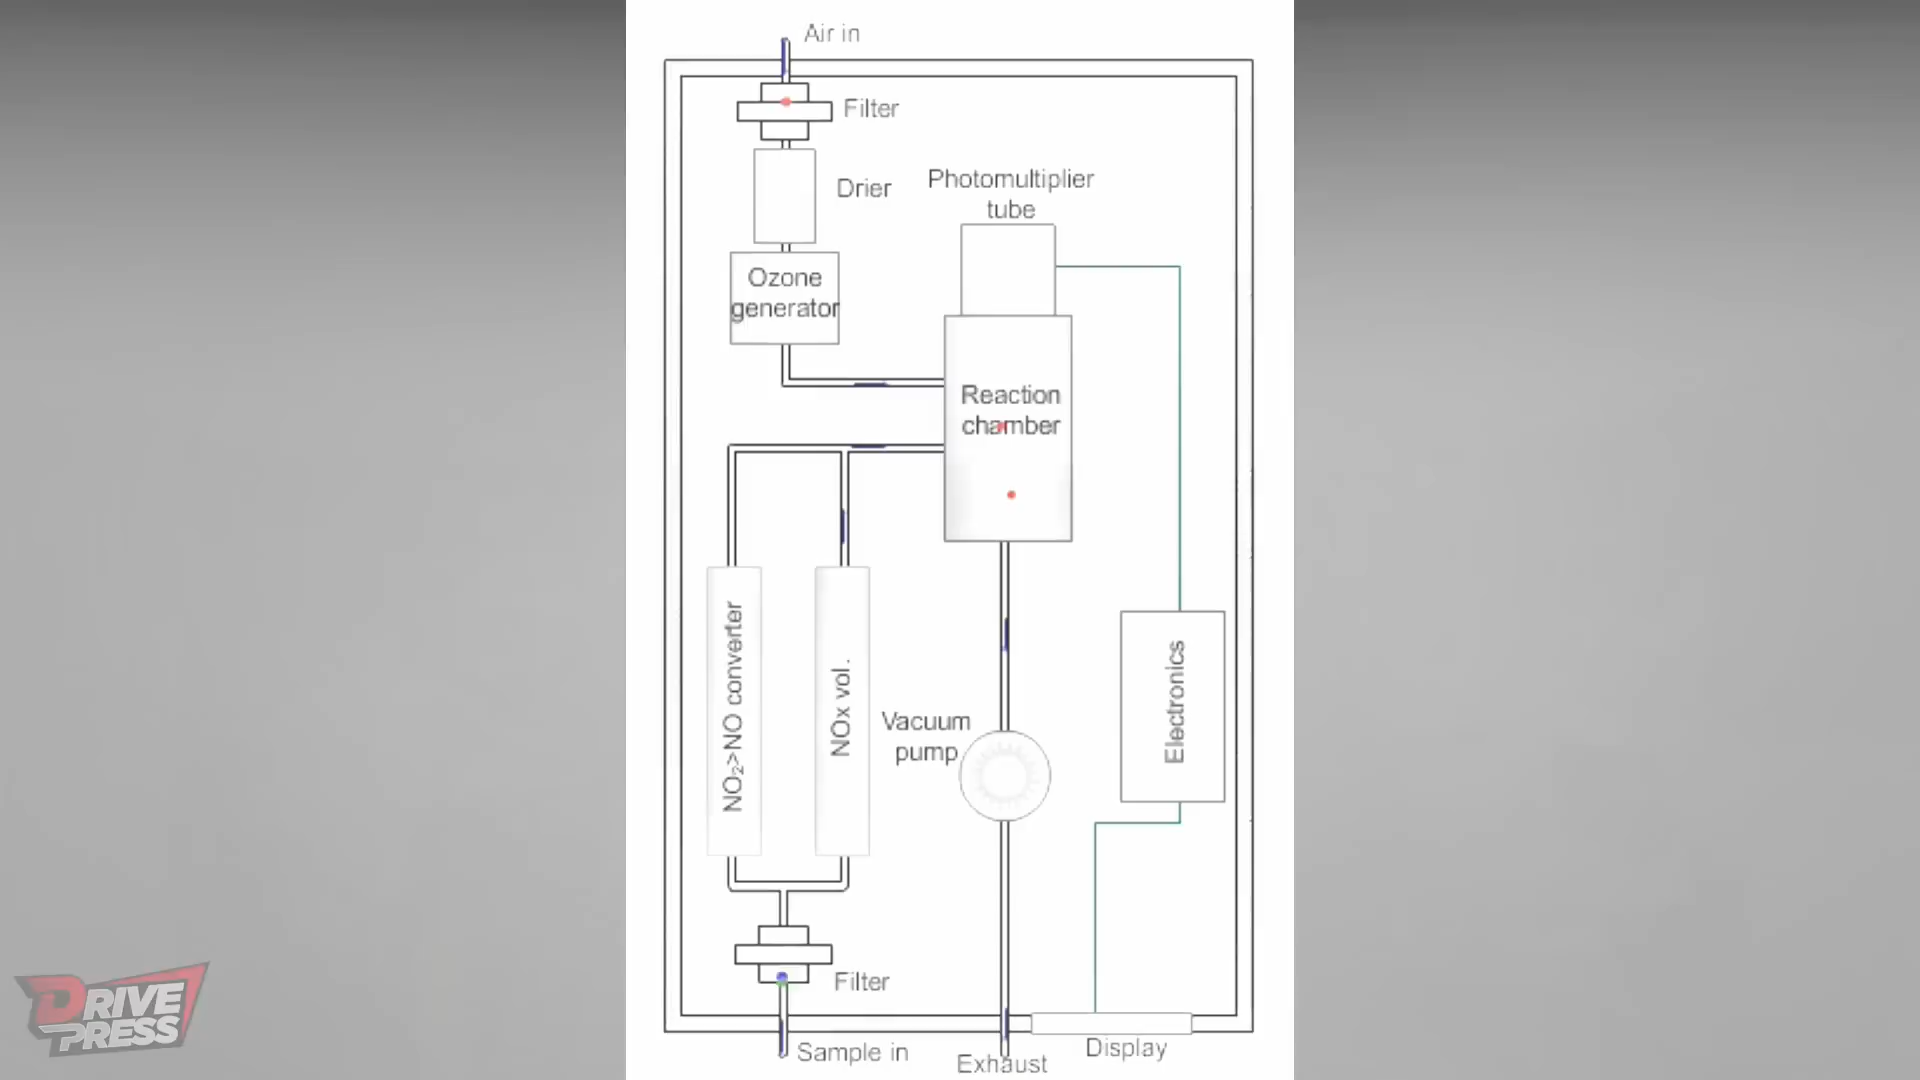 Air in
Filter
Drier
Photomultiplier
tube
Ozone
generator
Reaction
chamber
NO₂>NO converter
NOx vol.
Vacuum
pump
Electronics
Filter
Sample in
Exhaust
Display
DRIVE
PRESS